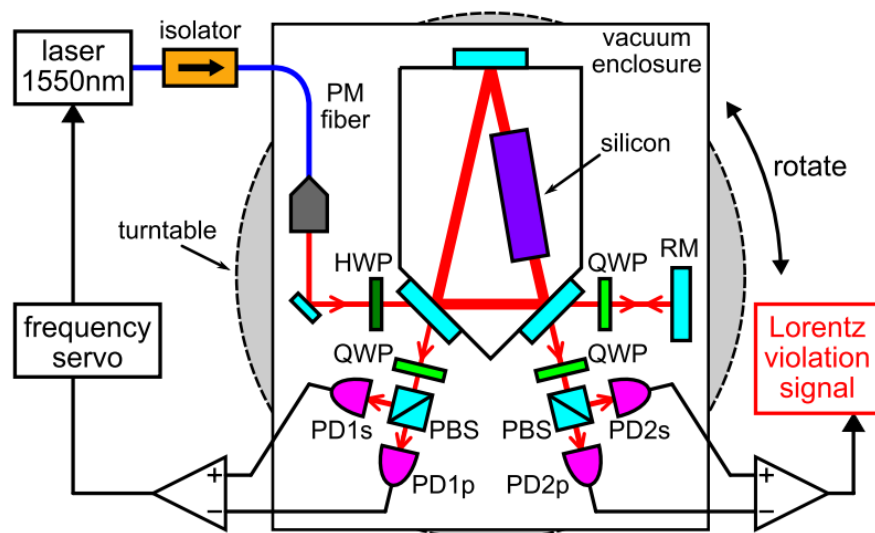 laser
1550nm
isolator
PM
fiber
vacuum
enclosure
silicon
rotate
turntable
HWP
QWP
RM
frequency
servo
QWP
QWP
Lorentz
violation
signal
PD1s
PBS
PBS
PD2s
PD1p
PD2p
+
−
+
−